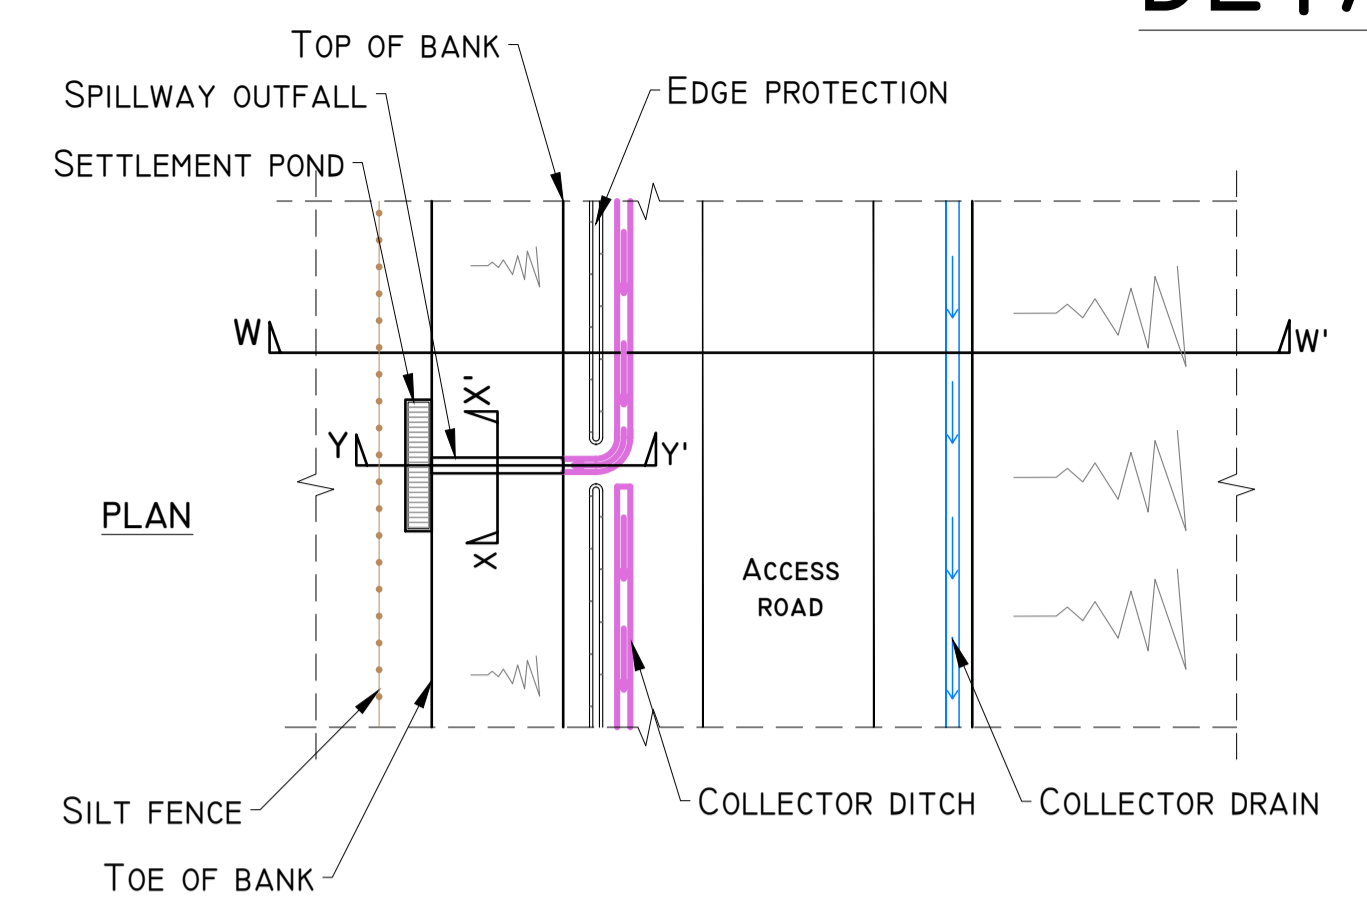 TOP OF BANK
SPILLWAY OUTFALL
EDGE PROTECTION
SETTLEMENT POND
W
W'
X'
Y
Y'
PLAN
X
ACCESS
ROAD
SILT FENCE
COLLECTOR DITCH
COLLECTOR DRAIN
TOE OF BANK